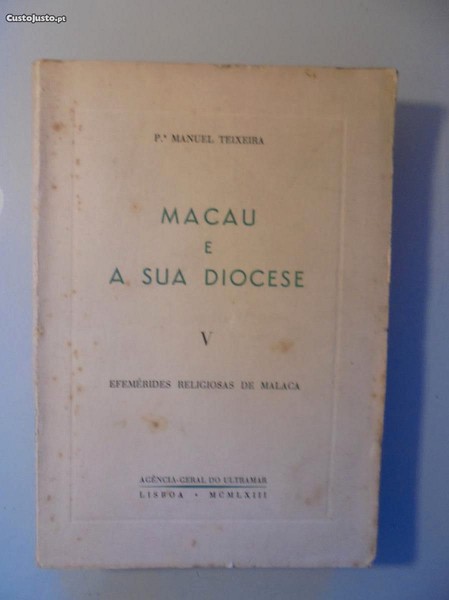 CustoJusto.pt
P.e MANUEL TEIXEIRA
MACAU
E
A SUA DIOCESE
V
EFEMÉRIDES RELIGIOSAS DE MALACA
AGÊNCIA-GERAL DO ULTRAMAR
LISBOA • MCMLXIII